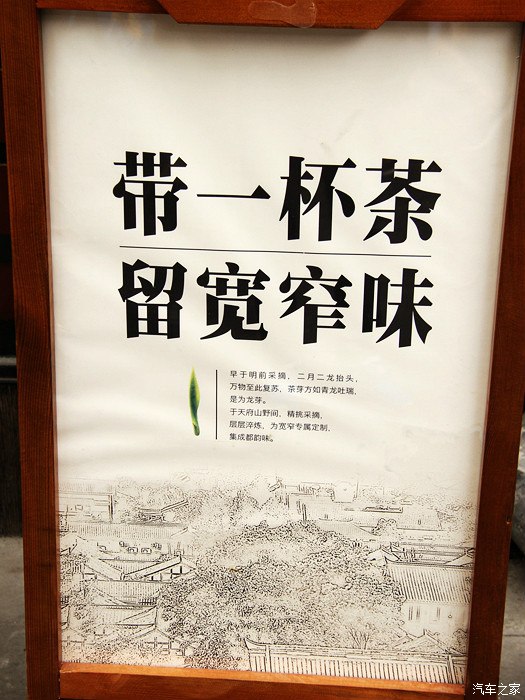 带一杯茶
留宽窄味
早于明前采摘，二月二龙抬头，
万物至此复苏，茶芽方如青龙吐瑞，
是为龙芽。
于天府山野间，精挑采摘，
层层淬炼，为宽窄专属定制，
集成都韵味。
汽车之家